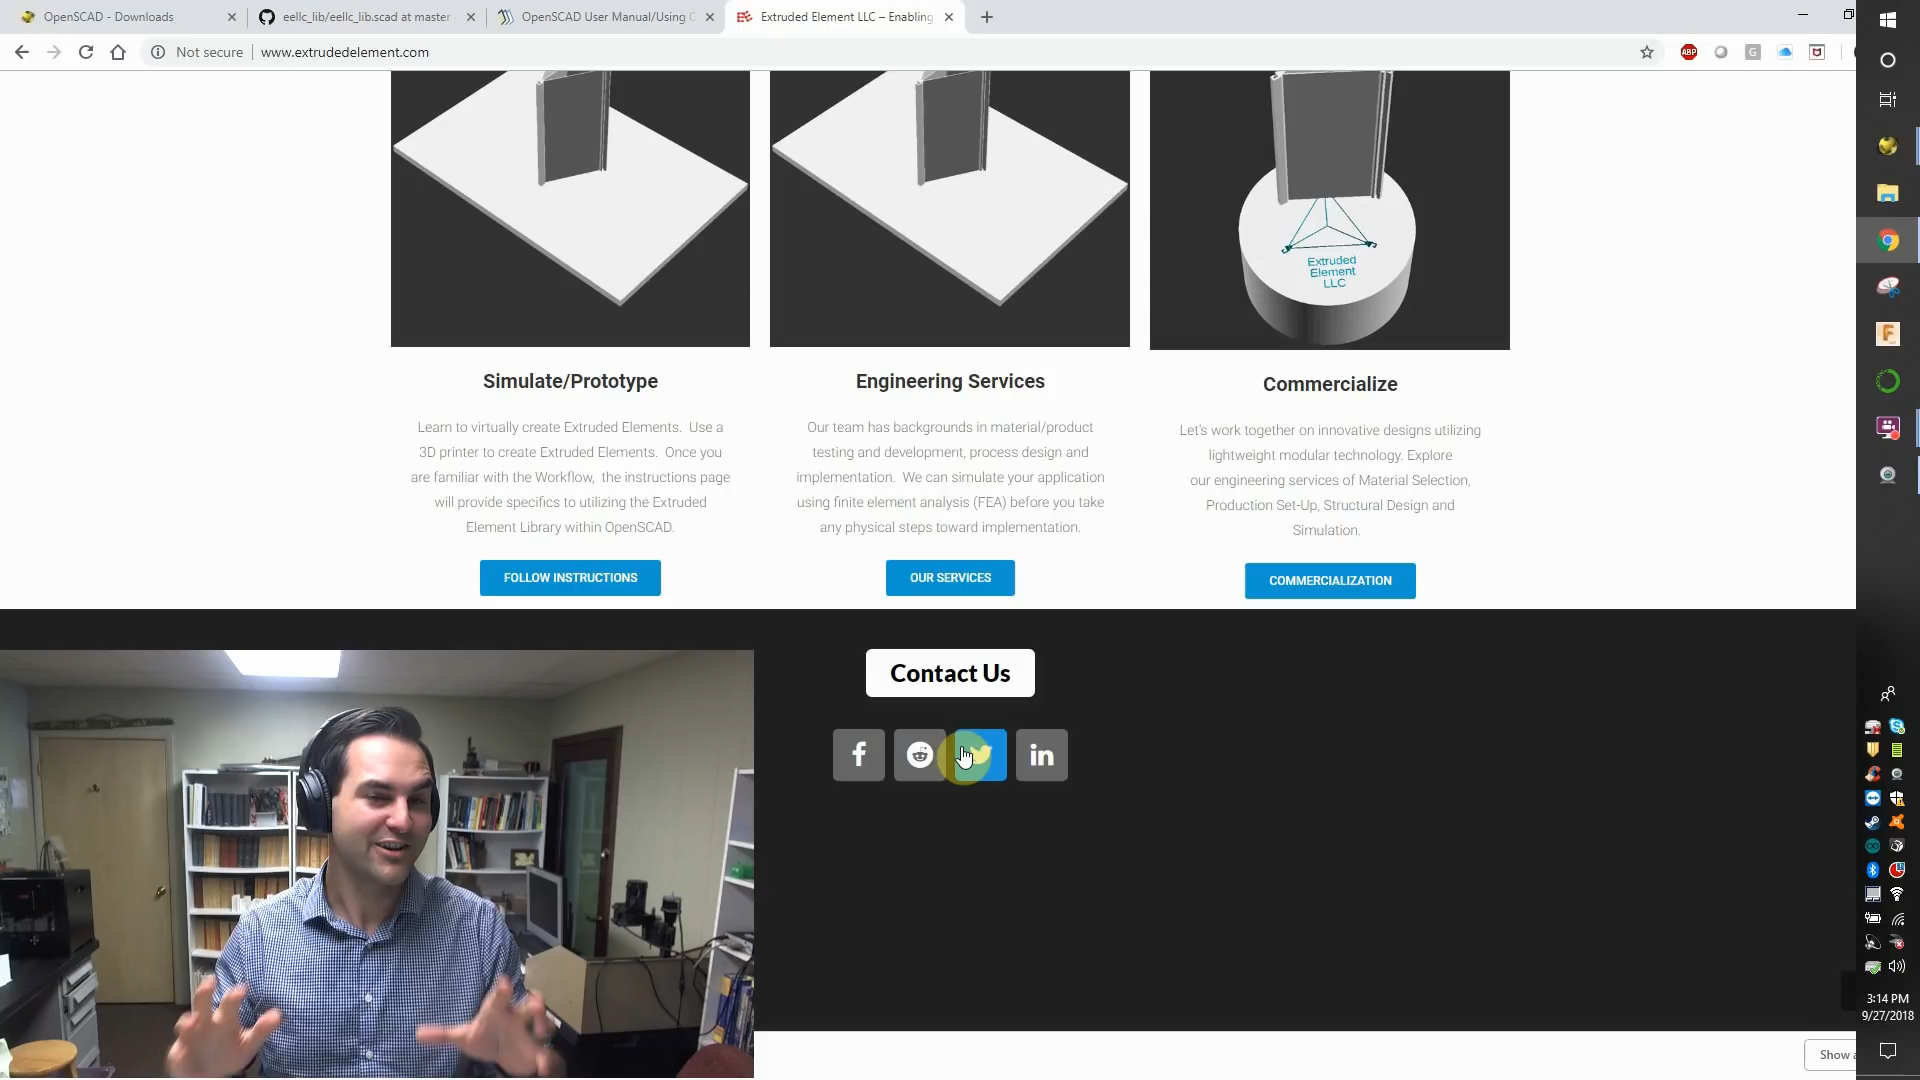 OpenSCAD - Downloads
eellc_lib/eellc_lib.scad at master
OpenSCAD User Manual/Using
Extruded Element LLC – Enabling
Not secure
www.extrudedelement.com
ABP
G
Extruded
Element
LLC
Simulate/Prototype
Learn to virtually create Extruded Elements. Use a
3D printer to create Extruded Elements. Once you
are familiar with the Workflow, the instructions page
will provide specifics to utilizing the Extruded
Element Library within OpenSCAD.
FOLLOW INSTRUCTIONS
Engineering Services
Our team has backgrounds in material/product
testing and development, process design and
implementation. We can simulate your application
using finite element analysis (FEA) before you take
any physical steps toward implementation.
OUR SERVICES
Commercialize
Let's work together on innovative designs utilizing
lightweight modular technology. Explore
our engineering services of Material Selection,
Production Set-Up, Structural Design and
Simulation.
COMMERCIALIZATION
Contact Us
f
in
F
3:14 PM
9/27/2018
Show